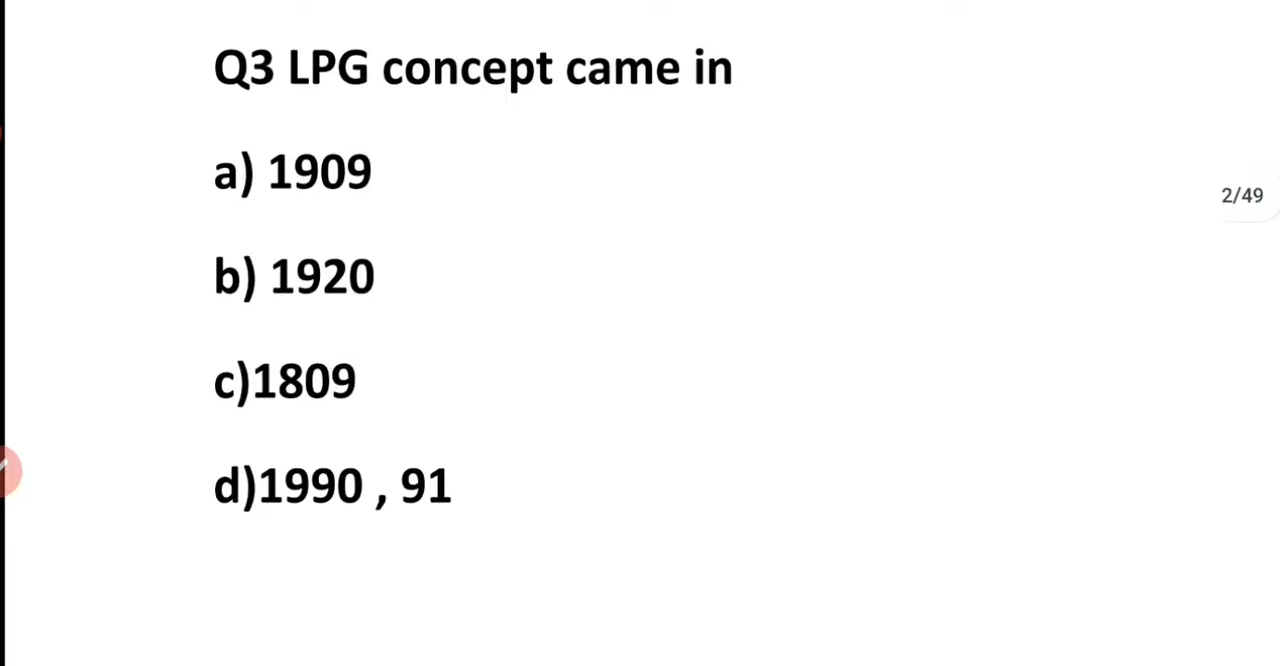 Q3 LPG concept came in
a) 1909
2/49
b) 1920
c)1809
d)1990 , 91